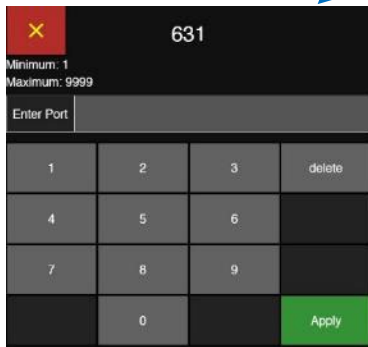 × 631
Minimum: 1
Maximum: 9999
Enter Port
1 2 3 delete
4 5 6
7 8 9
0 Apply